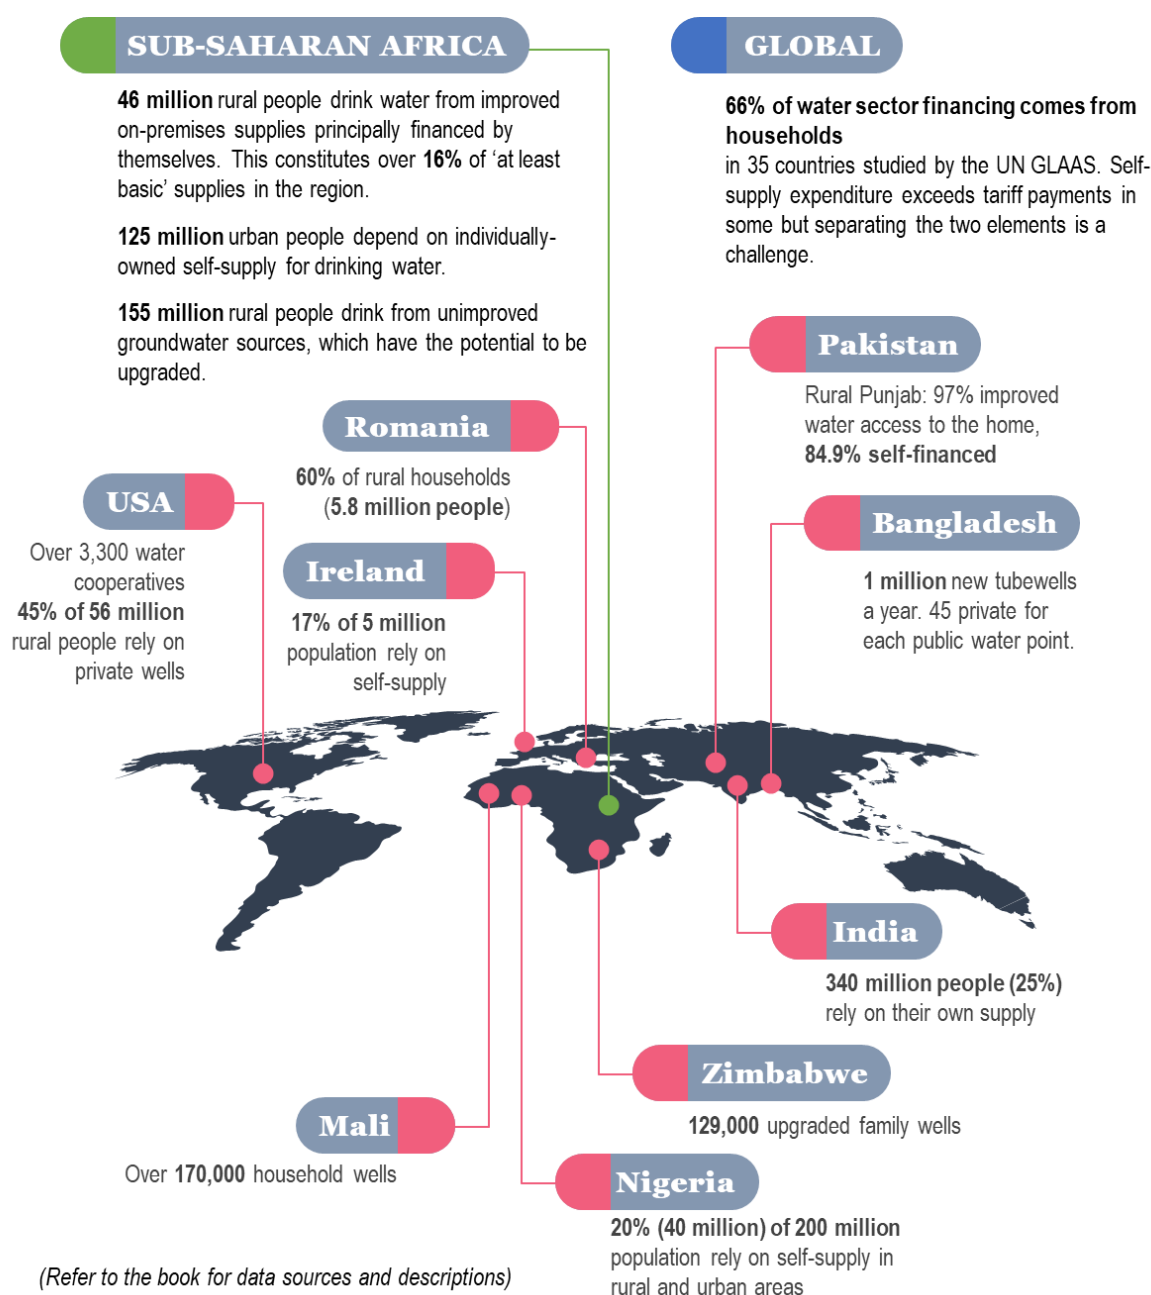 SUB-SAHARAN AFRICA
46 million rural people drink water from improved
on-premises supplies principally financed by
themselves. This constitutes over 16% of ‘at least
basic’ supplies in the region.
125 million urban people depend on individually-
owned self-supply for drinking water.
155 million rural people drink from unimproved
groundwater sources, which have the potential to be
upgraded.
GLOBAL
66% of water sector financing comes from
households
in 35 countries studied by the UN GLAAS. Self-
supply expenditure exceeds tariff payments in
some but separating the two elements is a
challenge.
Pakistan
Rural Punjab: 97% improved
water access to the home,
84.9% self-financed
Romania
60% of rural households
(5.8 million people)
USA
Over 3,300 water
cooperatives
45% of 56 million
rural people rely on
private wells
Ireland
17% of 5 million
population rely on
self-supply
Bangladesh
1 million new tubewells
a year. 45 private for
each public water point.
India
340 million people (25%)
rely on their own supply
Zimbabwe
129,000 upgraded family wells
Mali
Over 170,000 household wells
Nigeria
20% (40 million) of 200 million
population rely on self-supply in
rural and urban areas
(Refer to the book for data sources and descriptions)